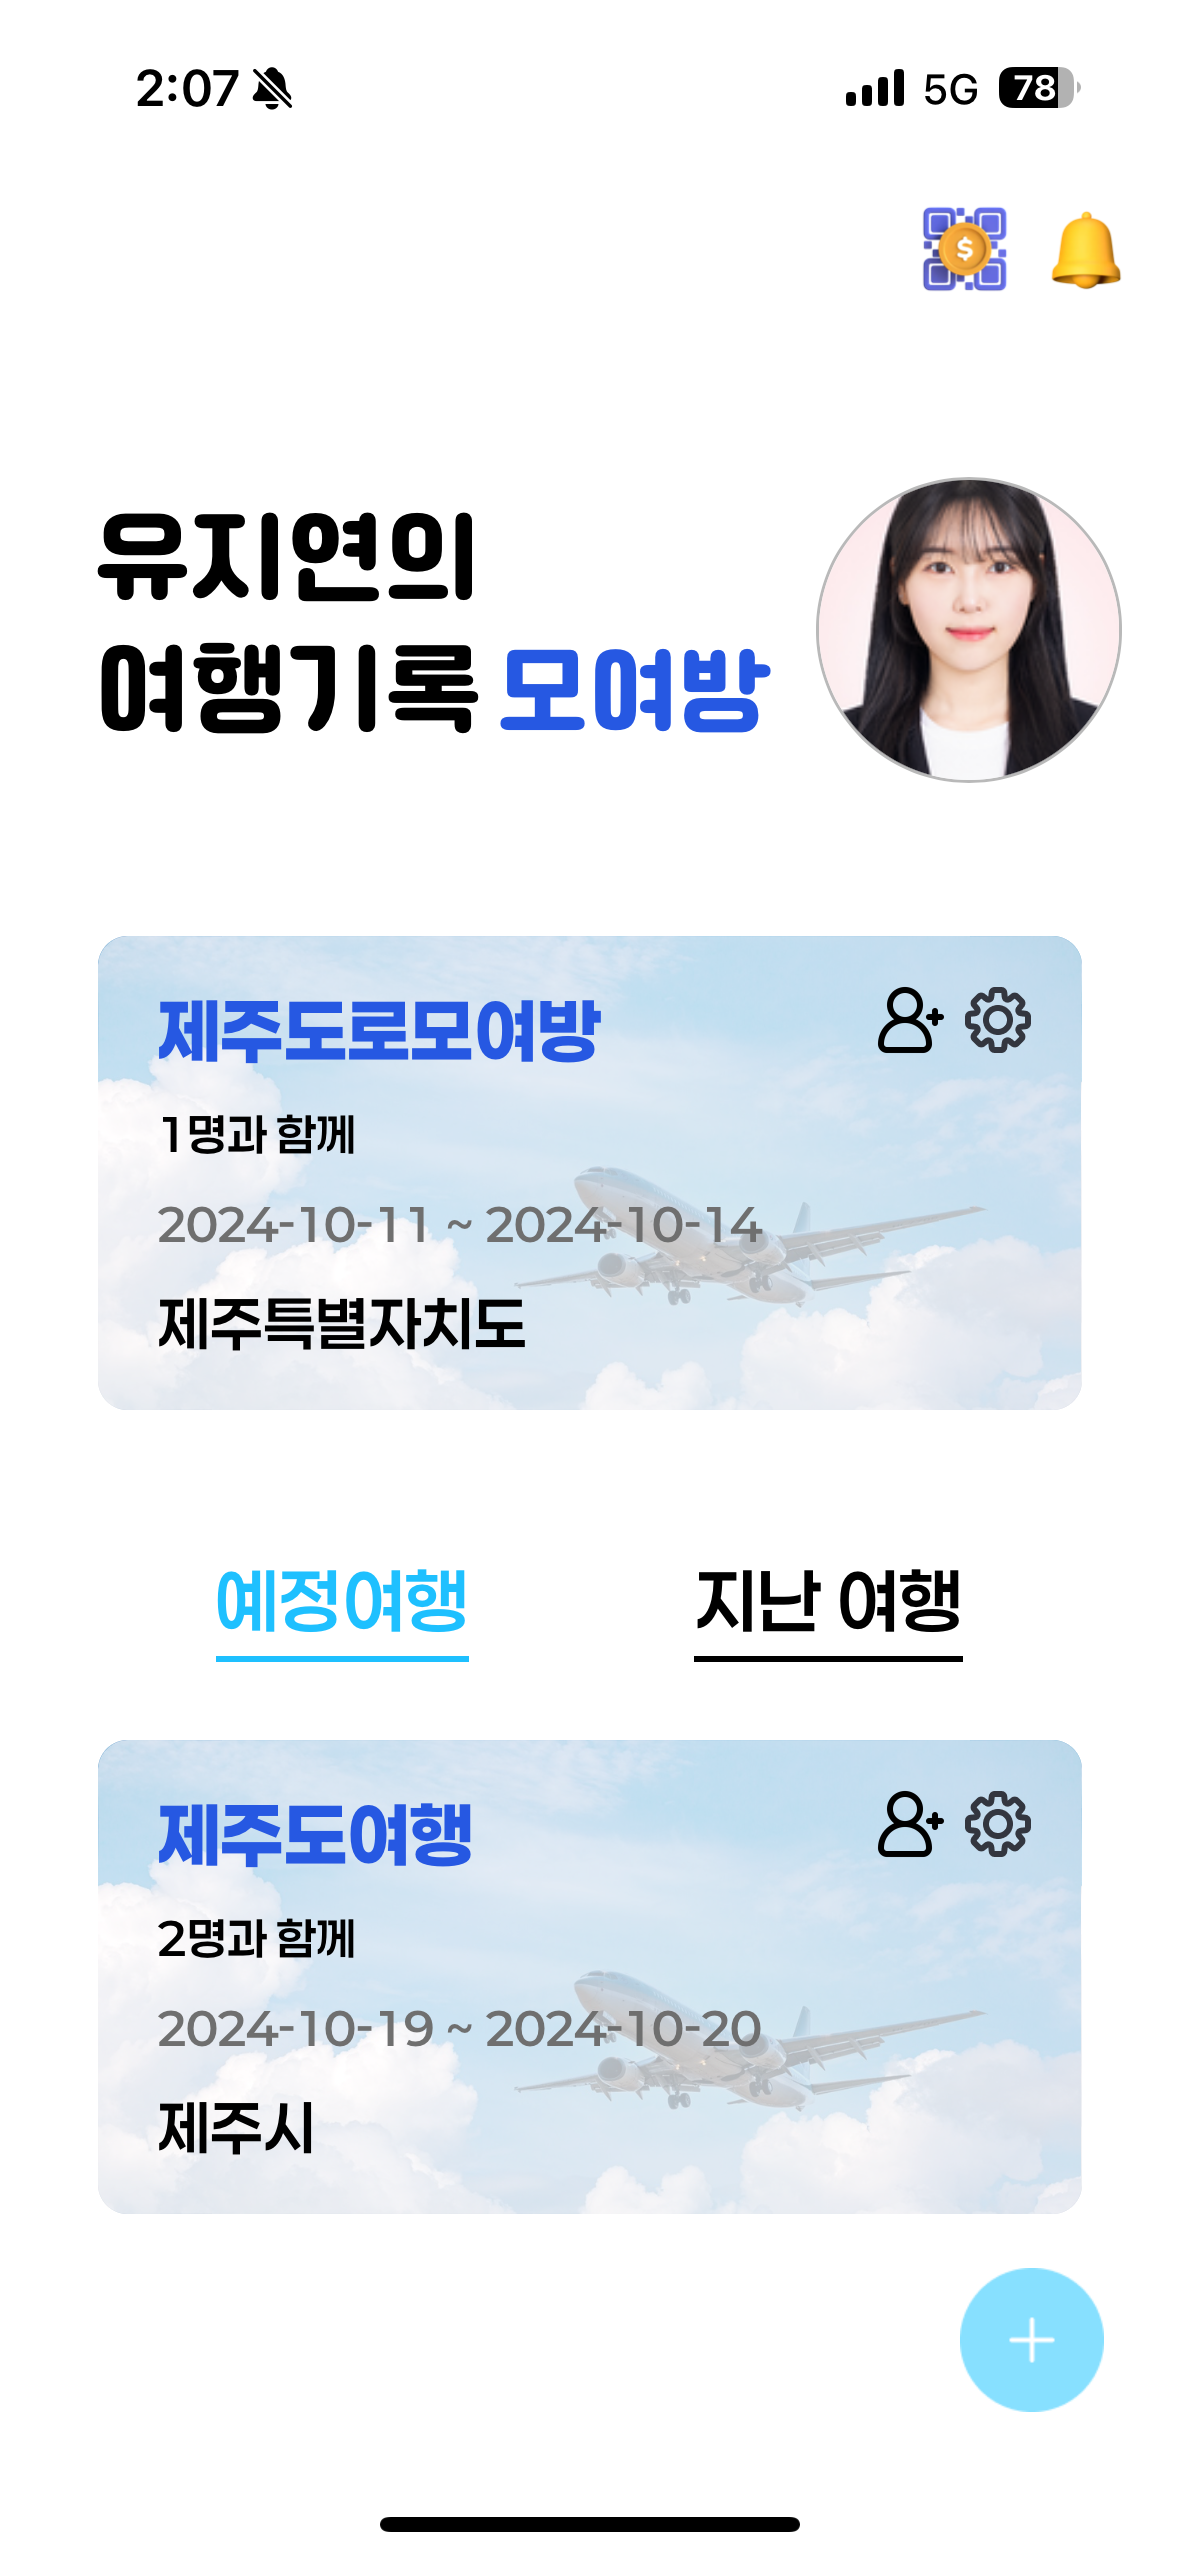 2:07
5G 78
$
유지연의
여행기록 모여방
제주도로모여방
1명과 함께
2024-10-11 ~ 2024-10-14
제주특별자치도
예정여행
지난 여행
제주도여행
2명과 함께
2024-10-19 ~ 2024-10-20
제주시